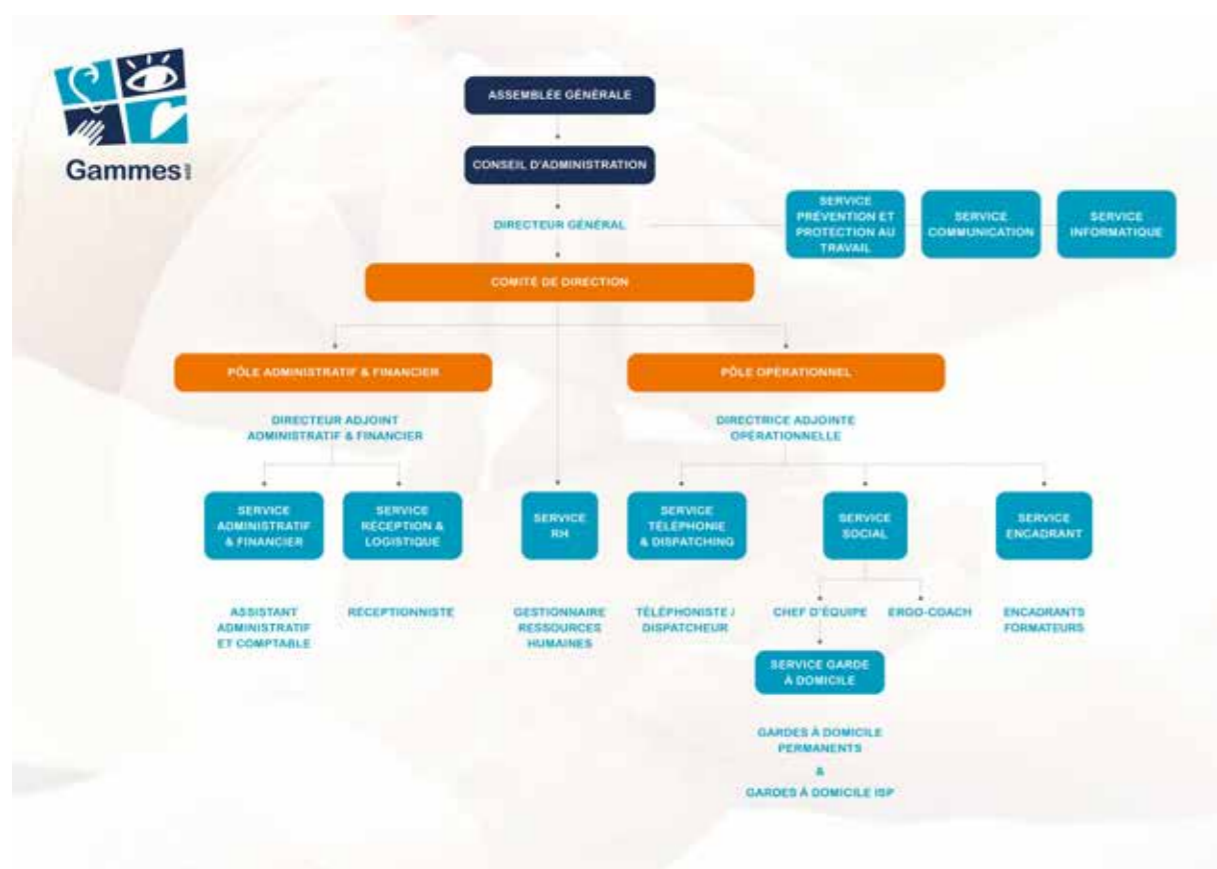 Gammes asbl
ASSEMBLÉE GÉNÉRALE
CONSEIL D'ADMINISTRATION
DIRECTEUR GÉNÉRAL
SERVICE
PRÉVENTION ET
PROTECTION AU
TRAVAIL
SERVICE
COMMUNICATION
SERVICE
INFORMATIQUE
COMITÉ DE DIRECTION
PÔLE ADMINISTRATIF & FINANCIER
PÔLE OPÉRATIONNEL
DIRECTEUR ADJOINT
ADMINISTRATIF & FINANCIER
DIRECTRICE ADJOINTE
OPÉRATIONNELLE
SERVICE
ADMINISTRATIF
& FINANCIER
SERVICE
RÉCEPTION &
LOGISTIQUE
SERVICE
RH
SERVICE
TÉLÉPHONIE
& DISPATCHING
SERVICE
SOCIAL
SERVICE
ENCADRANT
ASSISTANT
ADMINISTRATIF
ET COMPTABLE
RÉCEPTIONNISTE
GESTIONNAIRE
RESSOURCES
HUMAINES
TÉLÉPHONISTE /
DISPATCHEUR
CHEF D'ÉQUIPE
ERGO-COACH
ENCADRANTS
FORMATEURS
SERVICE GARDE
À DOMICILE
GARDES À DOMICILE
PERMANENTS
&
GARDES À DOMICILE ISP